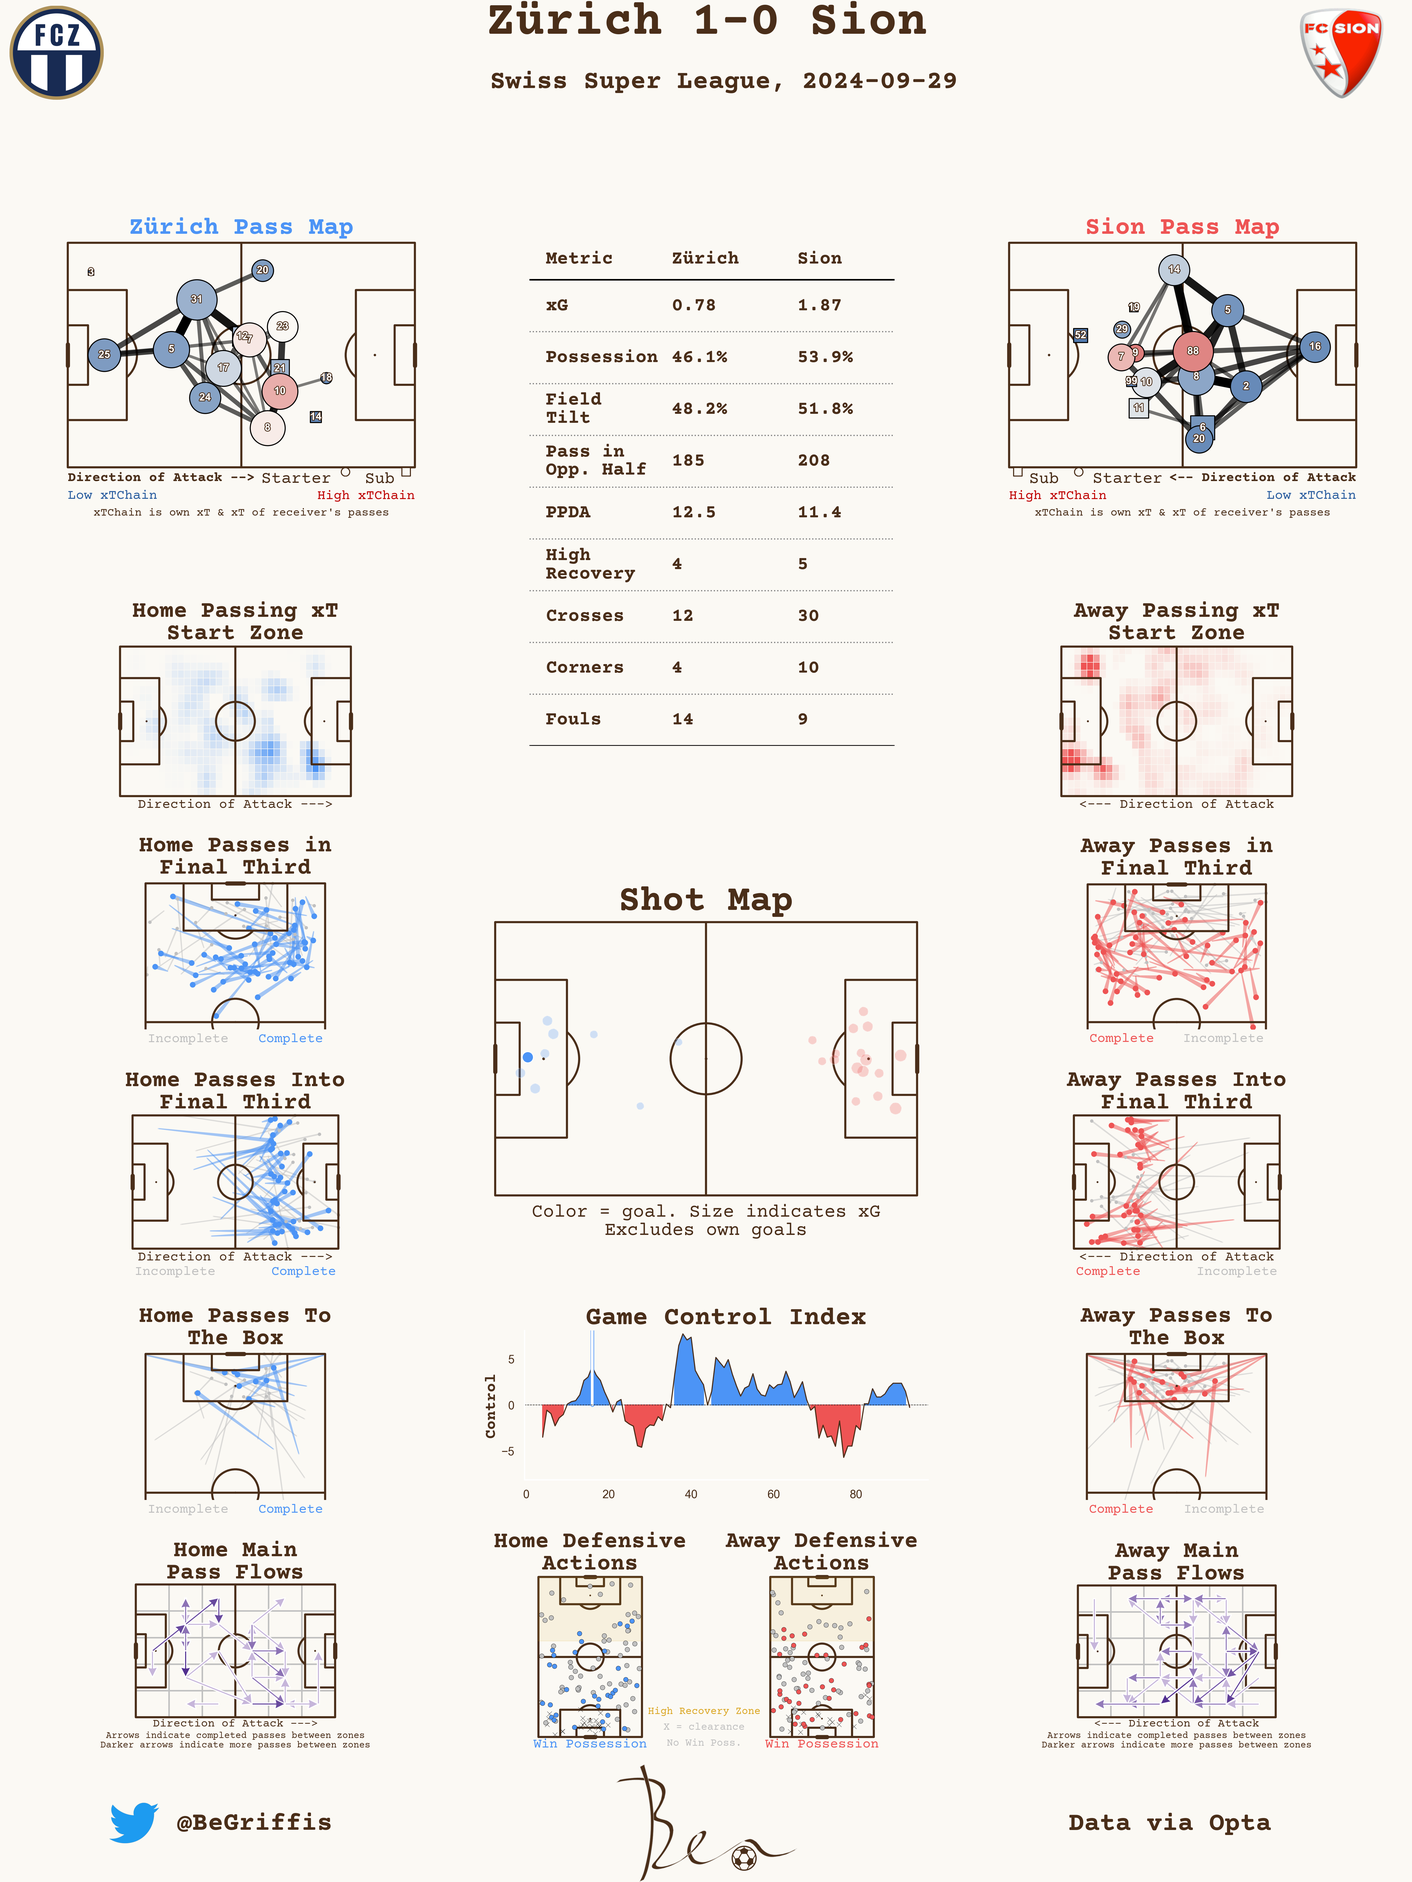 Zürich 1-0 Sion
Swiss Super League, 2024-09-29
FCZ
FC SION
Zürich Pass Map
3
20
31
23
12
7
5
25
17
21
18
10
24
14
8
Direction of Attack --> Starter Sub
Low xTChain High xTChain
xTChain is own xT & xT of receiver's passes
Metric Zürich Sion
xG 0.78 1.87
Possession 46.1% 53.9%
Field
Tilt 48.2% 51.8%
Pass in
Opp. Half 185 208
PPDA 12.5 11.4
High
Recovery 4 5
Crosses 12 30
Corners 4 10
Fouls 14 9
Sion Pass Map
14
19
5
29
52
16
7
9
88
99
10
8
2
11
6
20
Sub Starter <-- Direction of Attack
High xTChain Low xTChain
xTChain is own xT & xT of receiver's passes
Home Passing xT
Start Zone
Direction of Attack --->
Away Passing xT
Start Zone
<--- Direction of Attack
Home Passes in
Final Third
Incomplete Complete
Away Passes in
Final Third
Complete Incomplete
Shot Map
Color = goal. Size indicates xG
Excludes own goals
Home Passes Into
Final Third
Direction of Attack --->
Incomplete Complete
Away Passes Into
Final Third
<--- Direction of Attack
Complete Incomplete
Home Passes To
The Box
Incomplete Complete
Game Control Index
Control
5
0
−5
0 20 40 60 80
Away Passes To
The Box
Complete Incomplete
Home Main
Pass Flows
Direction of Attack --->
Arrows indicate completed passes between zones
Darker arrows indicate more passes between zones
Home Defensive
Actions
Win Possession
Away Defensive
Actions
Win Possession
High Recovery Zone
X = clearance
No Win Poss.
Away Main
Pass Flows
<--- Direction of Attack
Arrows indicate completed passes between zones
Darker arrows indicate more passes between zones
@BeGriffis
Ben
Data via Opta